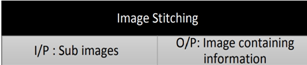 Image Stitching
I/P : Sub images
O/P: Image containing
information